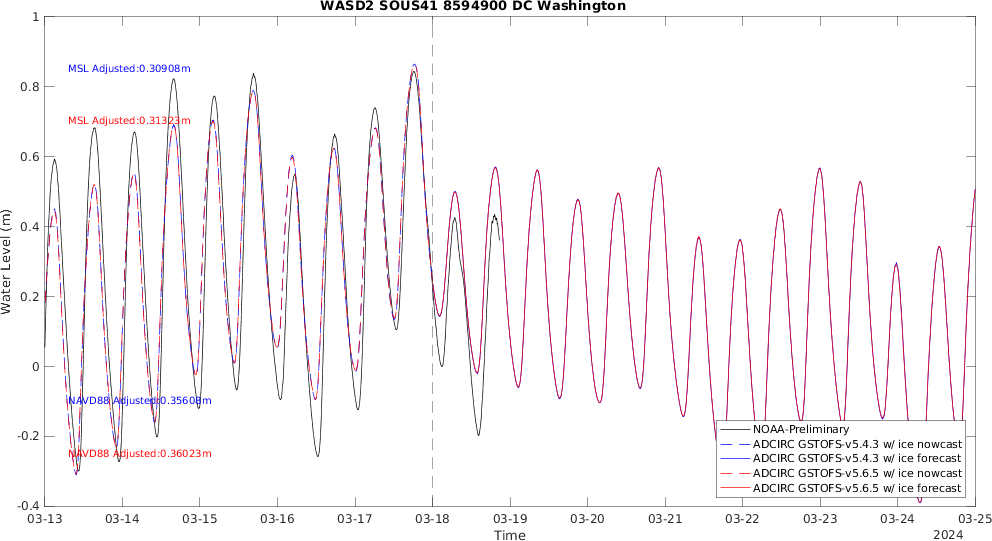 WASD2 SOUS41 8594900 DC Washington
1
0.8
0.6
0.4
0.2
0
-0.2
-0.4
Water Level (m)
MSL Adjusted:0.30908m
MSL Adjusted:0.31323m
NAVD88 Adjusted:0.35608m
NAVD88 Adjusted:0.36023m
NOAA-Preliminary
ADCIRC GSTOFS-v5.4.3 w/ ice nowcast
ADCIRC GSTOFS-v5.4.3 w/ ice forecast
ADCIRC GSTOFS-v5.6.5 w/ ice nowcast
ADCIRC GSTOFS-v5.6.5 w/ ice forecast
03-13 03-14 03-15 03-16 03-17 03-18 03-19 03-20 03-21 03-22 03-23 03-24 03-25
Time
2024